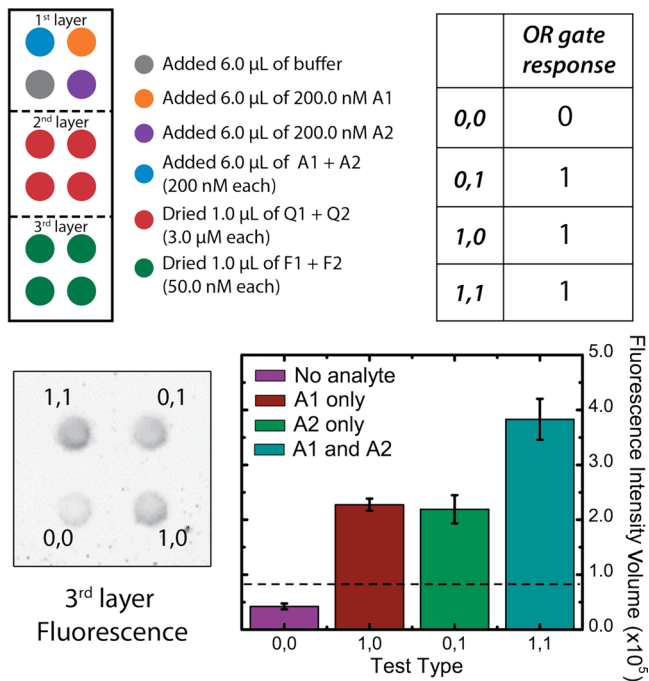 1st layer
2nd layer
3rd layer
Added 6.0 μL of buffer
Added 6.0 μL of 200.0 nM A1
Added 6.0 μL of 200.0 nM A2
Added 6.0 μL of A1 + A2
(200 nM each)
Dried 1.0 μL of Q1 + Q2
(3.0 μM each)
Dried 1.0 μL of F1 + F2
(50.0 nM each)
OR gate
response
0,0 0
0,1 1
1,0 1
1,1 1
1,1 0,1
0,0 1,0
3rd layer
Fluorescence
No analyte
A1 only
A2 only
A1 and A2
5.0
4.0
3.0
2.0
1.0
0.0
Fluorescence Intensity Volume (x10^5)
0,0 1,0 0,1 1,1
Test Type